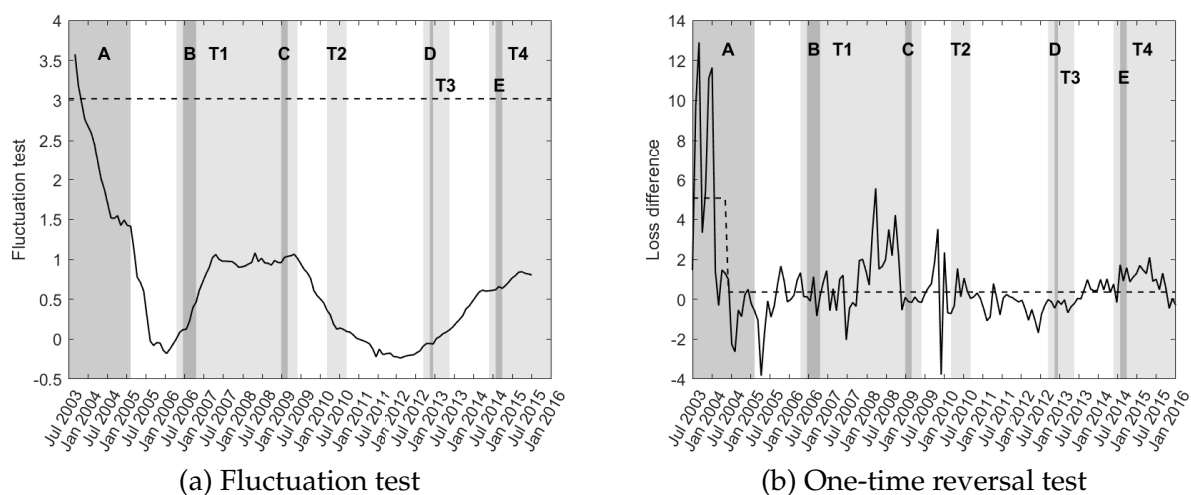 4
3.5
3
2.5
2
1.5
1
0.5
0
-0.5
Fluctuation test
A
B
T1
C
T2
D
T3
E
T4
Jul 2003
Jan 2004
Jul 2004
Jan 2005
Jul 2005
Jan 2006
Jul 2006
Jan 2007
Jul 2007
Jan 2008
Jul 2008
Jan 2009
Jul 2009
Jan 2010
Jul 2010
Jan 2011
Jul 2011
Jan 2012
Jul 2012
Jan 2013
Jul 2013
Jan 2014
Jul 2014
Jan 2015
Jul 2015
Jan 2016
(a) Fluctuation test
14
12
10
8
6
4
2
0
-2
-4
Loss difference
A
B
T1
C
T2
D
T3
E
T4
Jul 2003
Jan 2004
Jul 2004
Jan 2005
Jul 2005
Jan 2006
Jul 2006
Jan 2007
Jul 2007
Jan 2008
Jul 2008
Jan 2009
Jul 2009
Jan 2010
Jul 2010
Jan 2011
Jul 2011
Jan 2012
Jul 2012
Jan 2013
Jul 2013
Jan 2014
Jul 2014
Jan 2015
Jul 2015
Jan 2016
(b) One-time reversal test